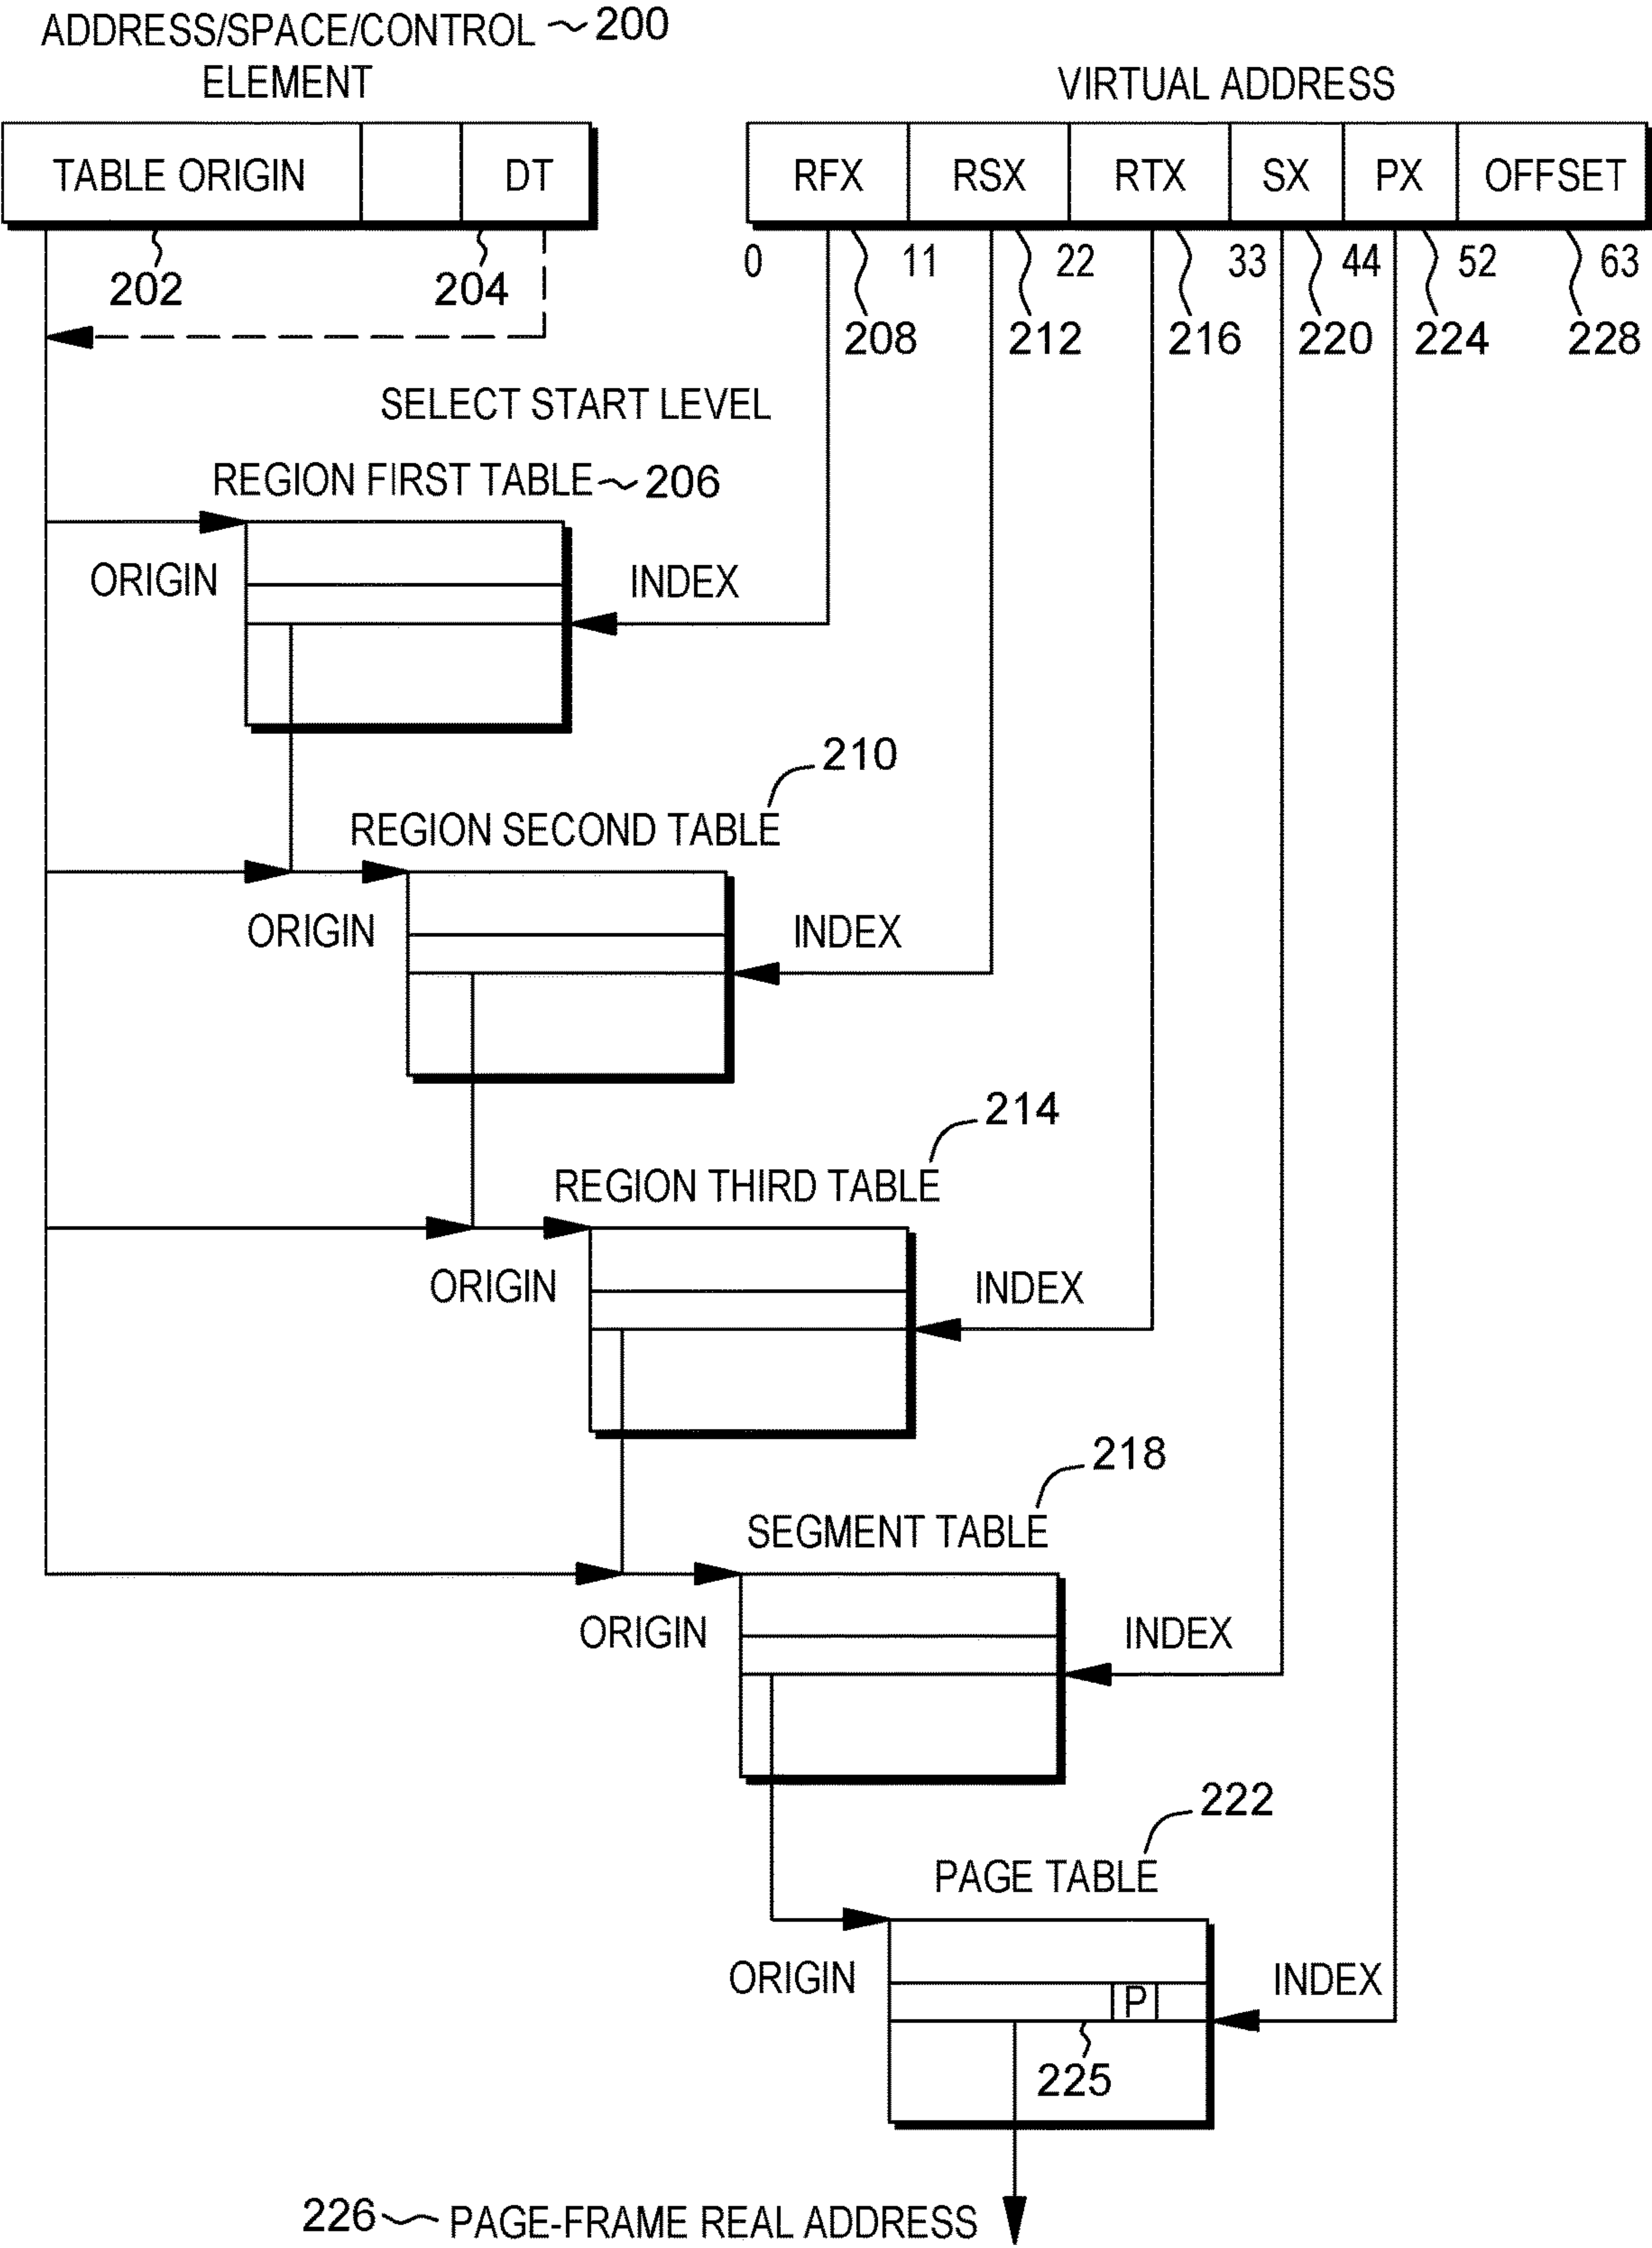 ADDRESS/SPACE/CONTROL 200
ELEMENT
VIRTUAL ADDRESS
TABLE ORIGIN DT
RFX RSX RTX SX PX OFFSET
0 11 22 33 44 52 63
202 204
208 212 216 220 224 228
SELECT START LEVEL
REGION FIRST TABLE 206
ORIGIN INDEX
210
REGION SECOND TABLE
ORIGIN INDEX
214
REGION THIRD TABLE
ORIGIN INDEX
218
SEGMENT TABLE
ORIGIN INDEX
222
PAGE TABLE
ORIGIN INDEX
P
225
226 PAGE-FRAME REAL ADDRESS